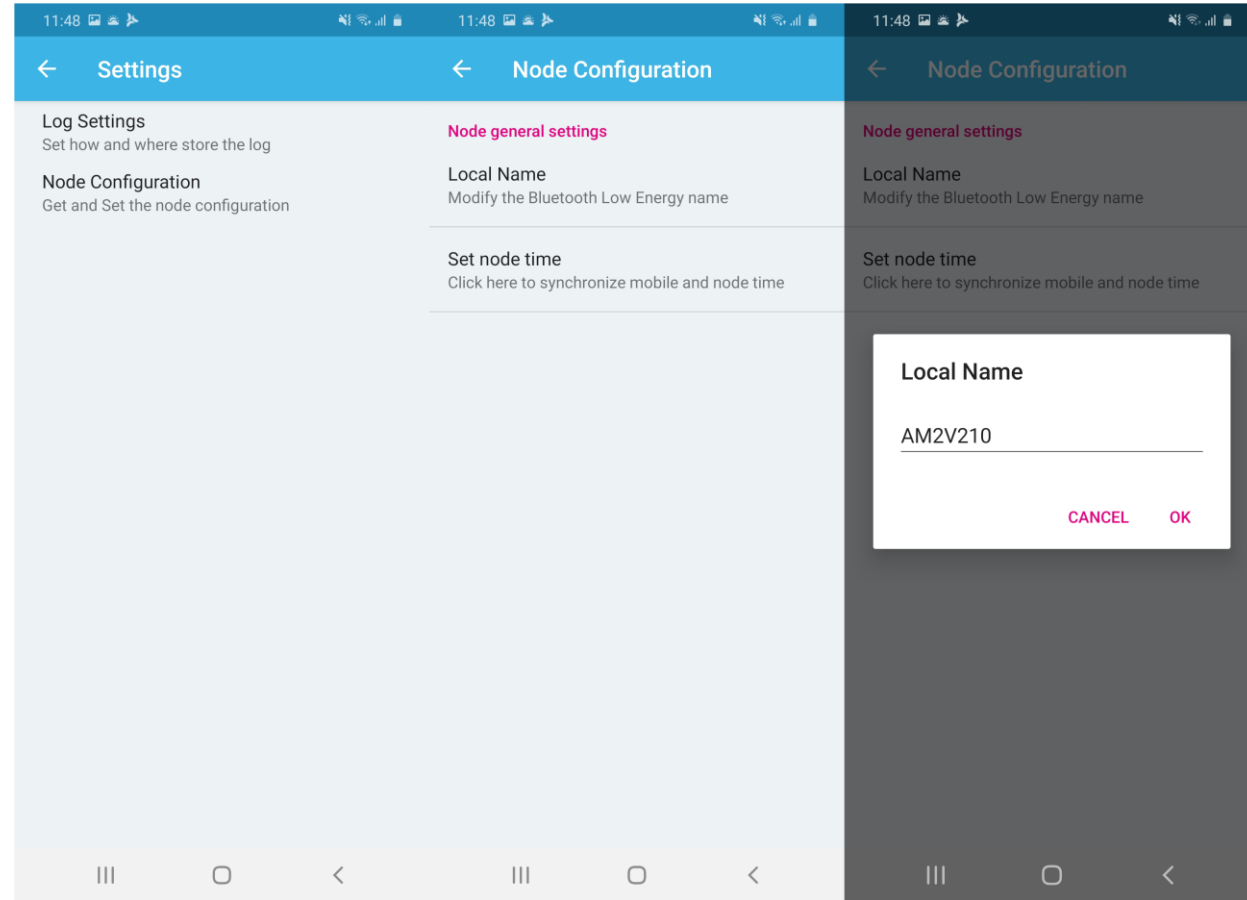 11:48
Settings
Log Settings
Set how and where store the log
Node Configuration
Get and Set the node configuration
11:48
Node Configuration
Node general settings
Local Name
Modify the Bluetooth Low Energy name
Set node time
Click here to synchronize mobile and node time
11:48
Node Configuration
Node general settings
Local Name
Modify the Bluetooth Low Energy name
Set node time
Click here to synchronize mobile and node time
Local Name
AM2V210
CANCEL OK